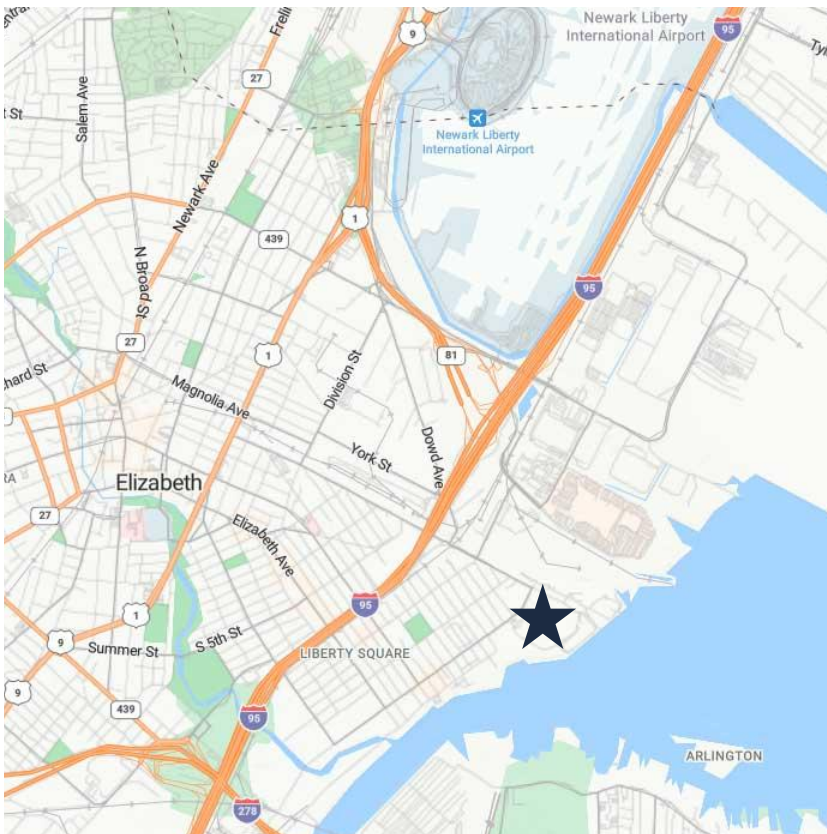 Newark Liberty
International Airport
9
95
27
Salem Ave
Newark Ave
Newark Liberty
International Airport
1
439
N Broad St
95
27
1
81
Division St
Magnolia Ave
York St
Dowd Ave
Elizabeth
27
Elizabeth Ave
95
1
S 5th St
9
Summer St
LIBERTY SQUARE
9
439
95
ARLINGTON
278